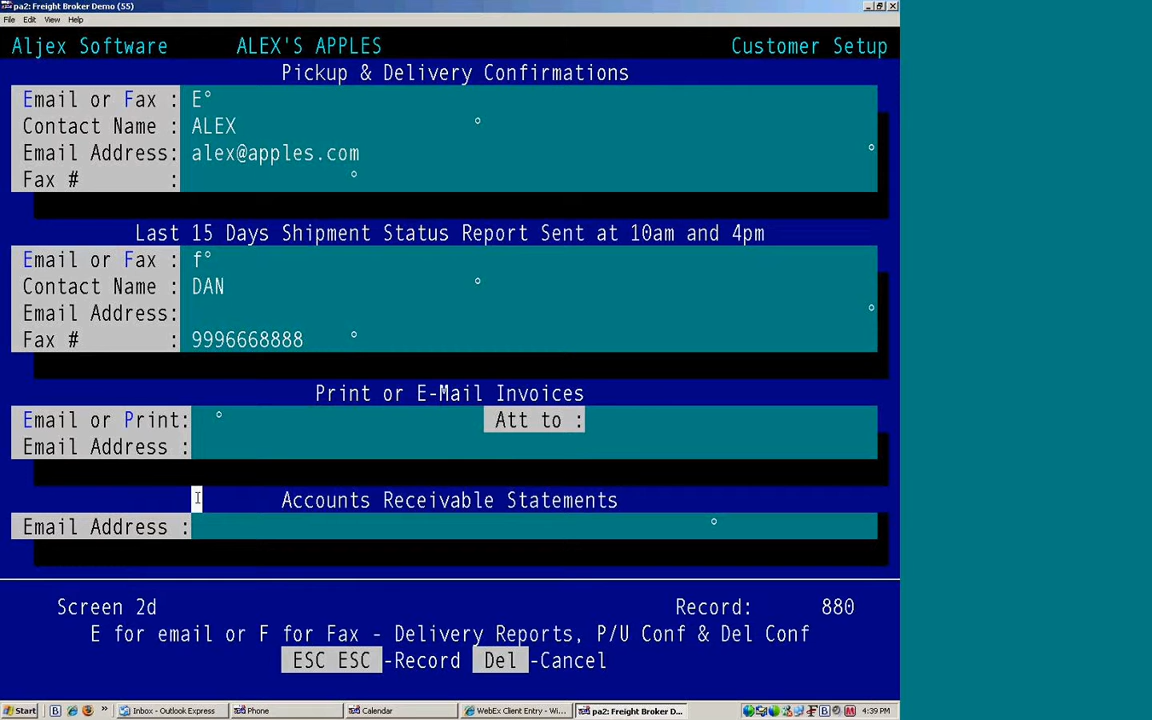 pa2: Freight Broker Demo (55)
File Edit View Help
Aljex Software ALEX'S APPLES Customer Setup
Pickup & Delivery Confirmations
Email or Fax : E°
Contact Name : ALEX °
Email Address: alex@apples.com °
Fax # : °
Last 15 Days Shipment Status Report Sent at 10am and 4pm
Email or Fax : f°
Contact Name : DAN °
Email Address: °
Fax # : 9996668888 °
Print or E-Mail Invoices
Email or Print: ° Att to :
Email Address :
Accounts Receivable Statements
Email Address : °
Screen 2d Record: 880
E for email or F for Fax - Delivery Reports, P/U Conf & Del Conf
ESC ESC -Record Del -Cancel
Start Inbox - Outlook Express Phone Calendar WebEx Client Entry - Wi... pa2: Freight Broker D... 4:39 PM